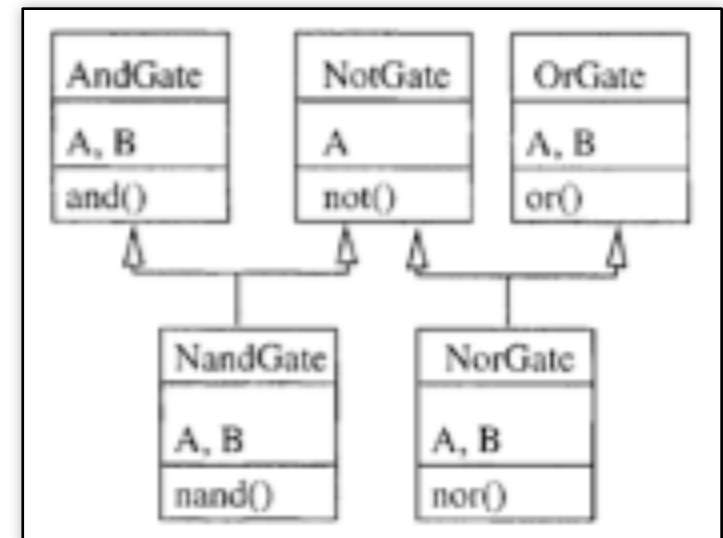 AndGate
A, B
and()
NotGate
A
not()
OrGate
A, B
or()
NandGate
A, B
nand()
NorGate
A, B
nor()